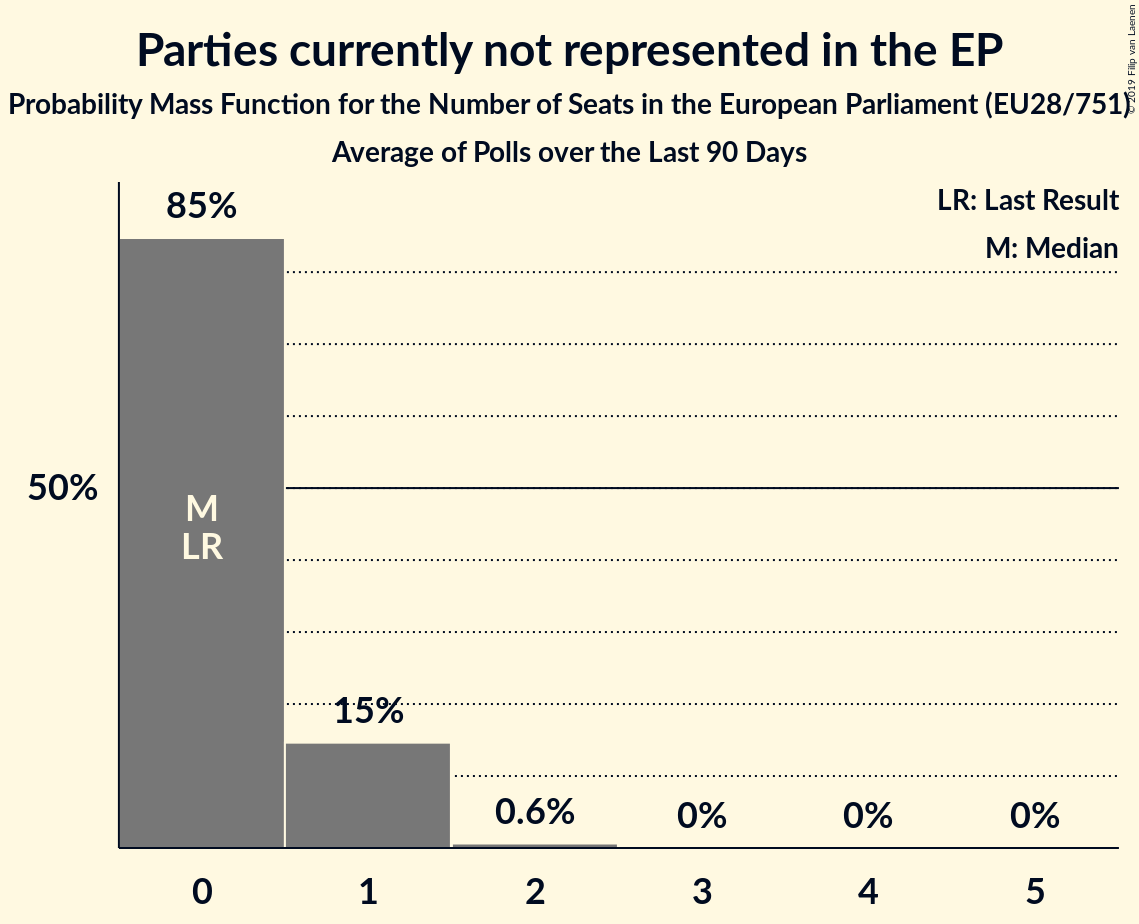 Parties currently not represented in the EP
Probability Mass Function for the Number of Seats in the European Parliament (EU28/751)
Average of Polls over the Last 90 Days
© 2019 Filip van Laenen
LR: Last Result
M: Median
85%
50%
M
LR
15%
0.6%
0%
0%
0%
0
1
2
3
4
5